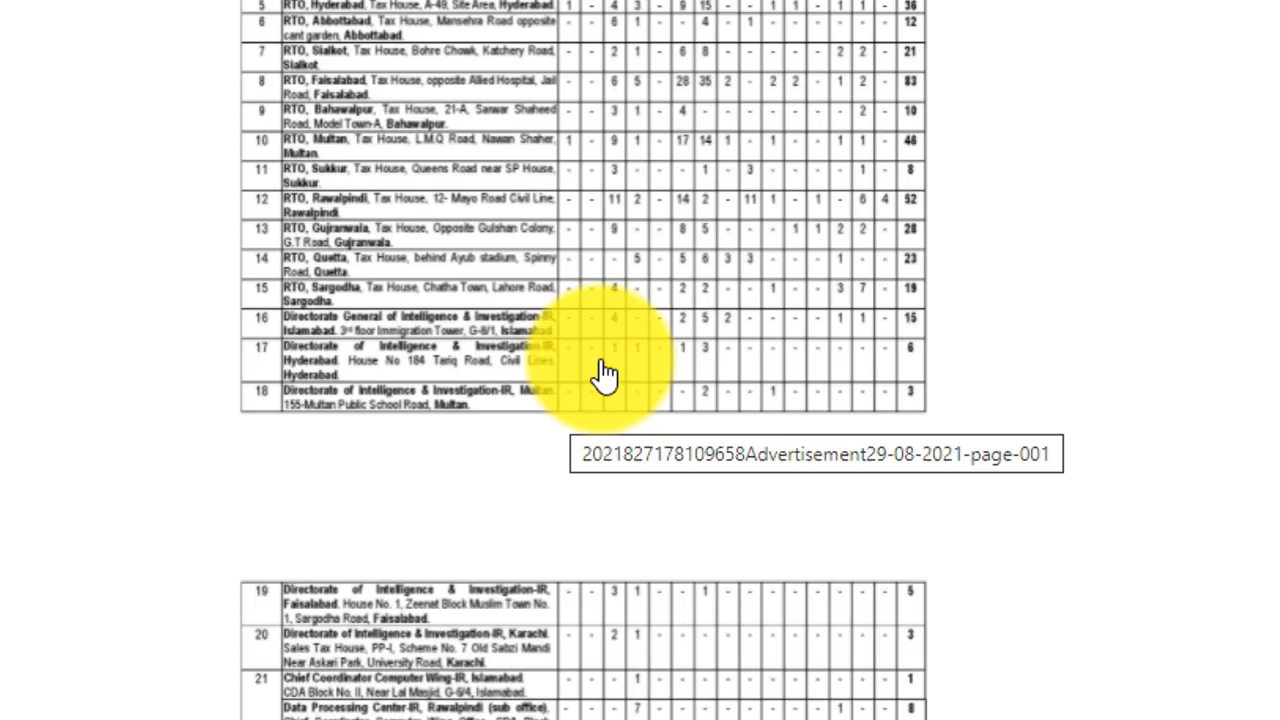 5 RTO, Hyderabad, Tax House, A-49, Site Area, Hyderabad. 1 - 4 3 - 9 15 - - 1 1 - 1 1 - 36
6 RTO, Abbottabad, Tax House, Mansehra Road opposite - - 6 1 - - 4 - 1 - - - - - - 12
cant garden, Abbottabad.
7 RTO, Sialkot, Tax House, Bohre Chowk, Katchery Road, - - 2 1 - 6 8 - - - - - 2 2 - 21
Sialkot.
8 RTO, Faisalabad, Tax House, opposite Allied Hospital, Jail - - 6 5 - 28 35 2 - 2 2 - 1 2 - 83
Road, Faisalabad.
9 RTO, Bahawalpur, Tax House, 21-A, Sarwar Shaheed - - 3 1 - 4 - - - - - - - 2 - 10
Road, Model Town-A, Bahawalpur.
10 RTO, Multan, Tax House, L.M.Q Road, Nawan Shaher, 1 - 9 1 - 17 14 1 - 1 - - 1 1 - 46
Multan.
11 RTO, Sukkur, Tax House, Queens Road near SP House, - - 3 - - - 1 - 3 - - - - 1 - 8
Sukkur.
12 RTO, Rawalpindi, Tax House, 12- Mayo Road Civil Line, - - 11 2 - 14 2 - 11 1 - 1 - 6 4 52
Rawalpindi.
13 RTO, Gujranwala, Tax House, Opposite Gulshan Colony, - - 9 - - 8 5 - - - 1 1 2 2 - 28
G.T Road, Gujranwala.
14 RTO, Quetta, Tax House, behind Ayub stadium, Spinny - - - 5 - 5 6 3 3 - - - 1 - - 23
Road, Quetta.
15 RTO, Sargodha, Tax House, Chatha Town, Lahore Road, - - 4 - - 2 2 - - 1 - - 3 7 - 19
Sargodha.
16 Directorate General of Intelligence & Investigation-IR, - - 4 - - 2 5 2 - - - - 1 1 - 15
Islamabad. 3rd floor Immigration Tower, G-8/1, Islamabad
17 Directorate of Intelligence & Investigation-IR, - - 1 1 - 1 3 - - - - - - - - 6
Hyderabad. House No 184 Tariq Road, Civil Lines,
Hyderabad.
18 Directorate of Intelligence & Investigation-IR, Multan. - - - - - - 2 - - 1 - - - - - 3
155-Multan Public School Road, Multan.
2021827178109658Advertisement29-08-2021-page-001
19 Directorate of Intelligence & Investigation-IR, - - 3 1 - - 1 - - - - - - - - 5
Faisalabad. House No. 1, Zeenat Block Muslim Town No.
1, Sargodha Road, Faisalabad.
20 Directorate of Intelligence & Investigation-IR, Karachi. - - 2 1 - - - - - - - - - - - 3
Sales Tax House, PP-I, Scheme No. 7 Old Sabzi Mandi
Near Askari Park, University Road, Karachi.
21 Chief Coordinator Computer Wing-IR, Islamabad. - - - 1 - - - - - - - - - - - 1
CDA Block No. II, Near Lal Masjid, G-6/4, Islamabad.
Data Processing Center-IR, Rawalpindi (sub office), - - 7 - - - - - - - - 1 - 8